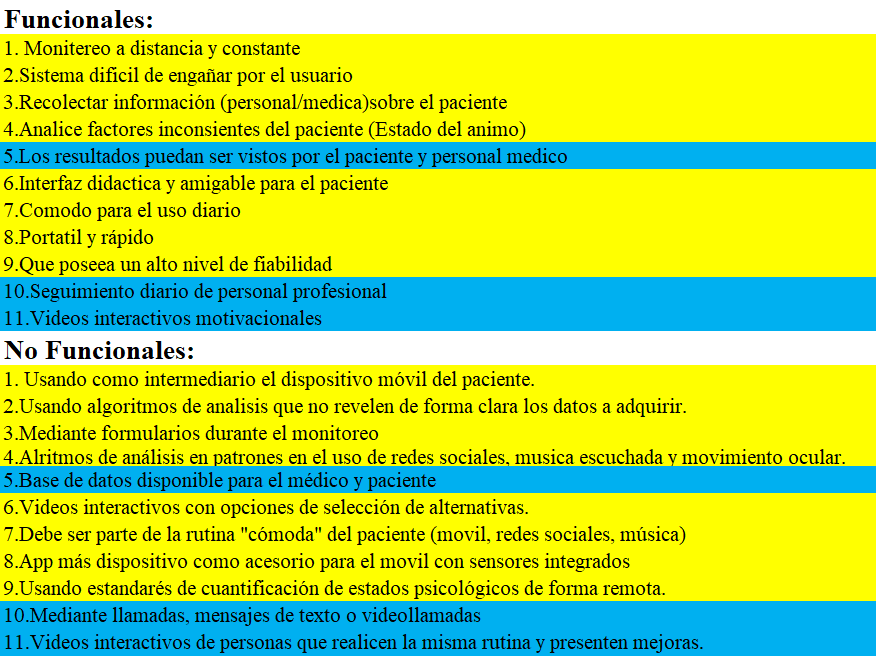 Funcionales:
1. Monitereo a distancia y constante
2.Sistema dificil de engañar por el usuario
3.Recolectar información (personal/medica)sobre el paciente
4.Analice factores inconsientes del paciente (Estado del animo)
5.Los resultados puedan ser vistos por el paciente y personal medico
6.Interfaz didactica y amigable para el paciente
7.Comodo para el uso diario
8.Portatil y rápido
9.Que poseea un alto nivel de fiabilidad
10.Seguimiento diario de personal profesional
11.Videos interactivos motivacionales
No Funcionales:
1. Usando como intermediario el dispositivo móvil del paciente.
2.Usando algoritmos de analisis que no revelen de forma clara los datos a adquirir.
3.Mediante formularios durante el monitoreo
4.Alritmos de análisis en patrones en el uso de redes sociales, musica escuchada y movimiento ocular.
5.Base de datos disponible para el médico y paciente
6.Videos interactivos con opciones de selección de alternativas.
7.Debe ser parte de la rutina "cómoda" del paciente (movil, redes sociales, música)
8.App más dispositivo como acesorio para el movil con sensores integrados
9.Usando estandarés de cuantificación de estados psicológicos de forma remota.
10.Mediante llamadas, mensajes de texto o videollamadas
11.Videos interactivos de personas que realicen la misma rutina y presenten mejoras.